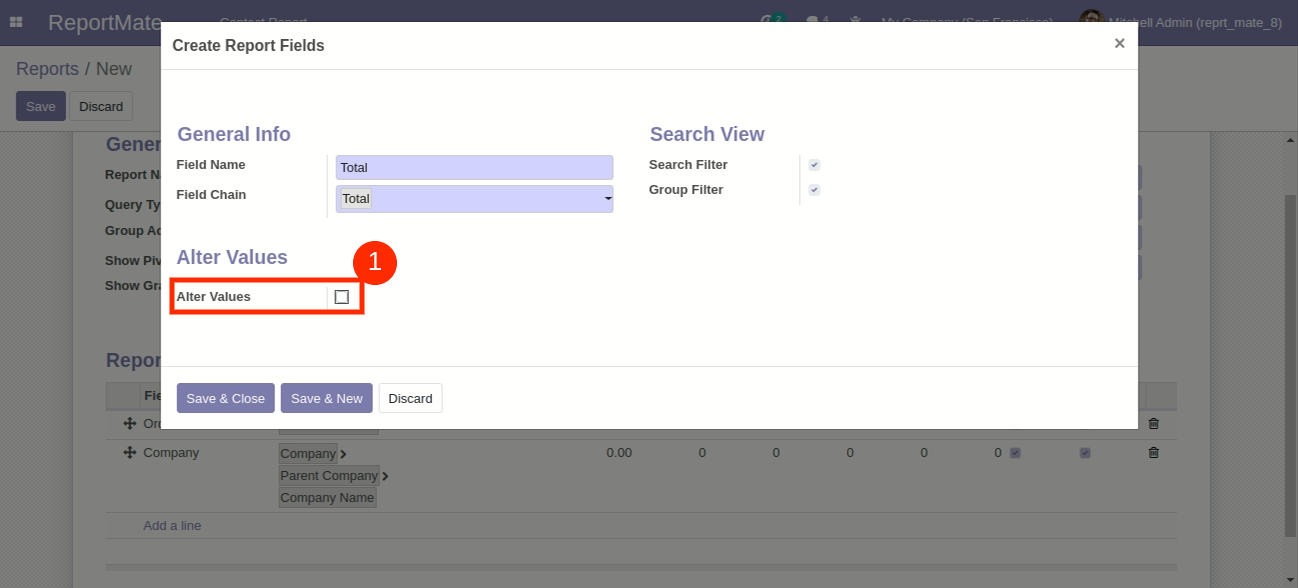 ReportMate
Contact Report
2
4
My Company (San Francisco)
Mitchell Admin (reprt_mate_8)
Reports / New
Save
Discard
Create Report Fields
×
General Info
Search View
Field Name
Total
Search Filter
Field Chain
Total
Group Filter
Alter Values
1
Alter Values
Save & Close
Save & New
Discard
Gener
Report N
Query Ty
Group Ac
Show Piv
Show Gra
Repor
Fie
Ord
Company
Company
0.00
0
0
0
0
0
Parent Company
Company Name
Add a line